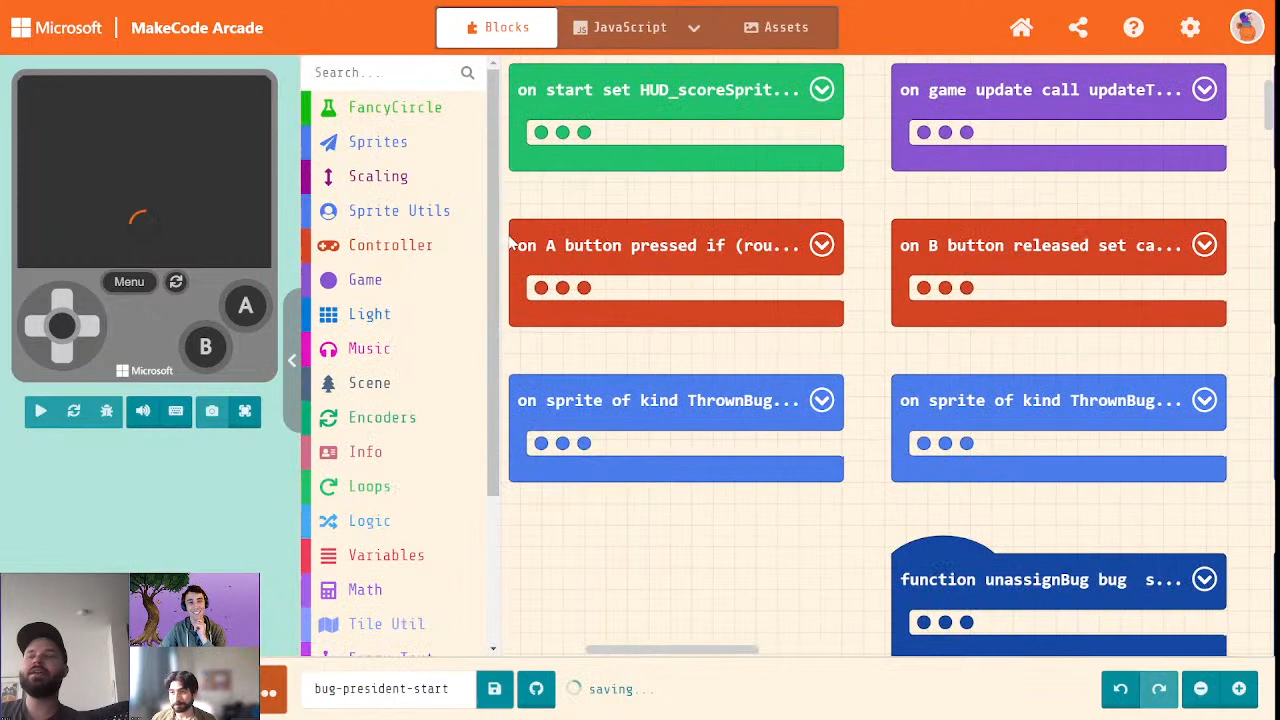 Microsoft
MakeCode Arcade
Blocks
JavaScript
Assets
Menu
A
B
Microsoft
Search...
FancyCircle
Sprites
Scaling
Sprite Utils
Controller
Game
Light
Music
Scene
Encoders
Info
Loops
Logic
Variables
Math
Tile Util
on start set HUD_scoreSprit...
on game update call updateT...
on A button pressed if (rou...
on B button released set ca...
on sprite of kind ThrownBug...
on sprite of kind ThrownBug...
function unassignBug bug s...
bug-president-start
saving...